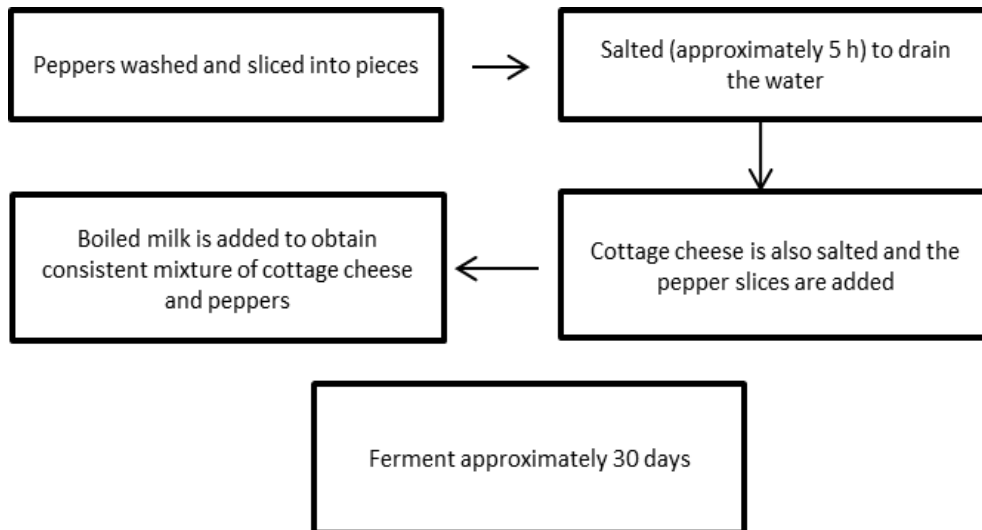 Peppers washed and sliced into pieces
Salted (approximately 5 h) to drain
the water
Cottage cheese is also salted and the
pepper slices are added
Boiled milk is added to obtain
consistent mixture of cottage cheese
and peppers
Ferment approximately 30 days